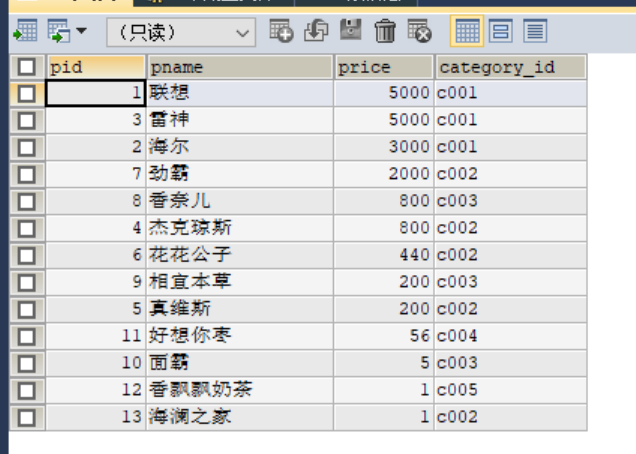 (只读)
pid pname price category_id
1 联想 5000 c001
3 雷神 5000 c001
2 海尔 3000 c001
7 劲霸 2000 c002
8 香奈儿 800 c003
4 杰克琼斯 800 c002
6 花花公子 440 c002
9 相宜本草 200 c003
5 真维斯 200 c002
11 好想你枣 56 c004
10 面霸 5 c003
12 香飘飘奶茶 1 c005
13 海澜之家 1 c002